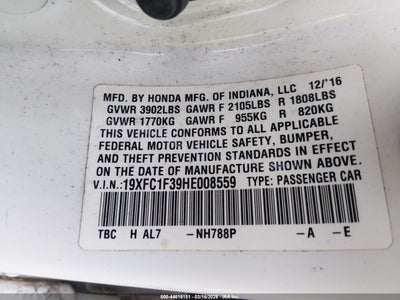 MFD. BY HONDA MFG. OF INDIANA, LLC 12/'16
GVWR 3902LBS GAWR F 2105LBS R 1808LBS
GVWR 1770KG GAWR F 955KG R 820KG
THIS VEHICLE CONFORMS TO ALL APPLICABLE
FEDERAL MOTOR VEHICLE SAFETY, BUMPER,
AND THEFT PREVENTION STANDARDS IN EFFECT
ON THE DATE OF MANUFACTURE SHOWN ABOVE.
V.I.N.: 19XFC1F39HE008559 TYPE: PASSENGER CAR
TBC H AL7 -NH788P -A -E